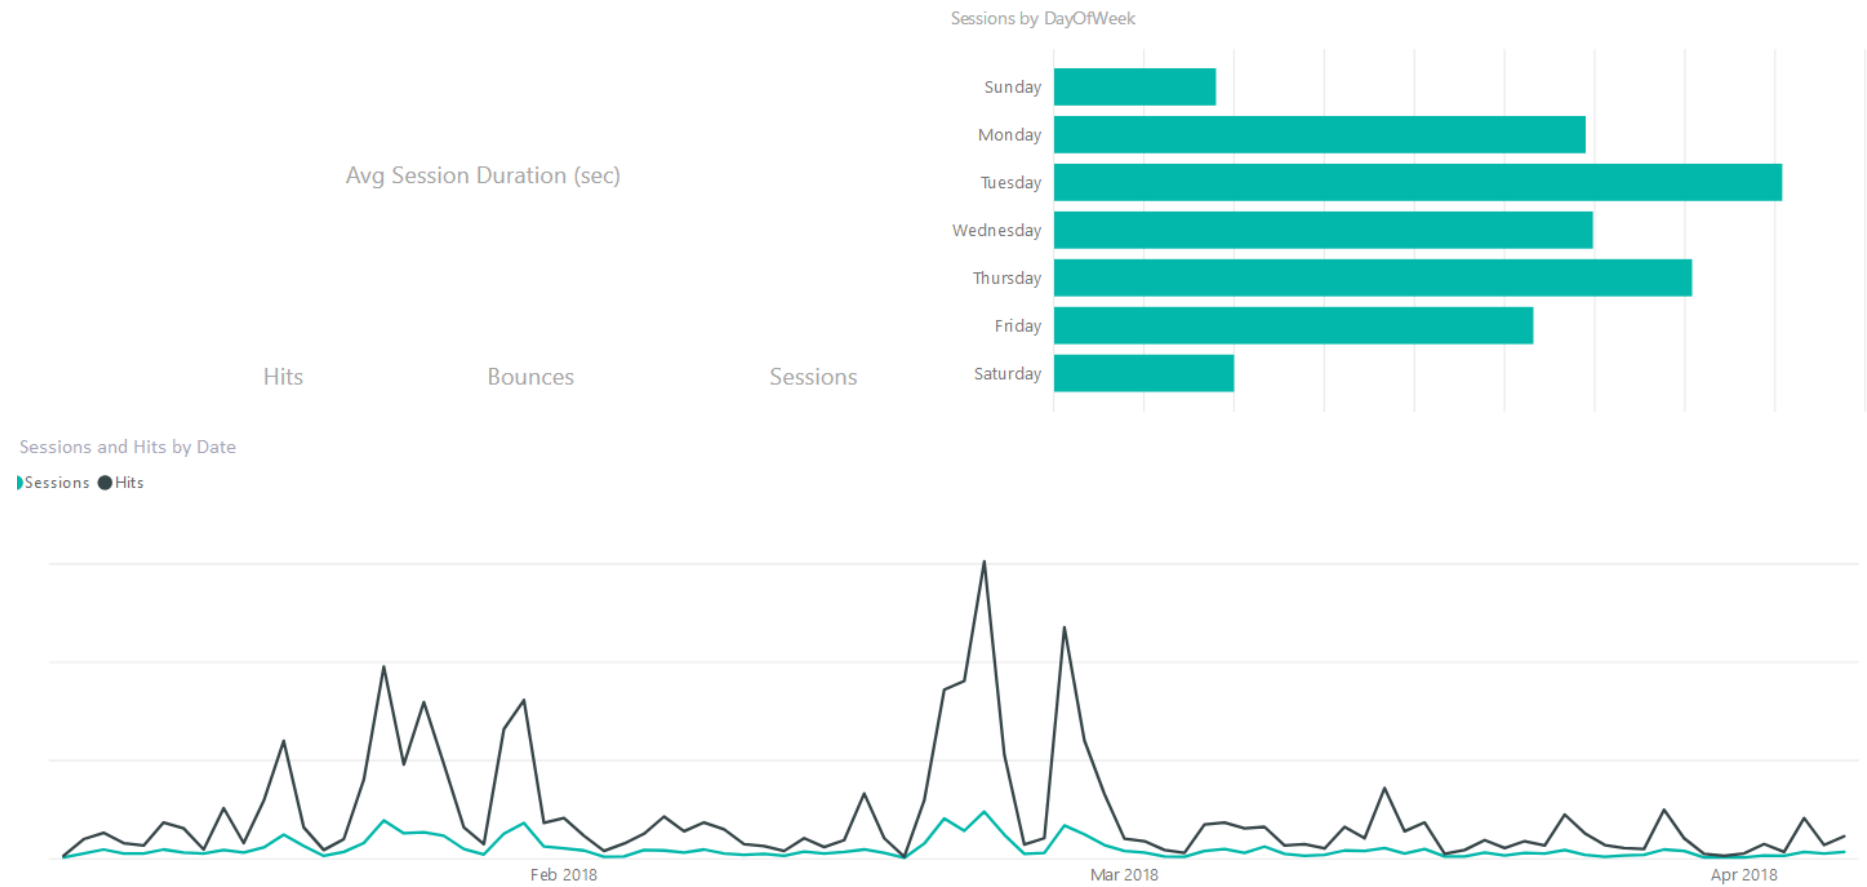 Avg Session Duration (sec)
Hits
Bounces
Sessions
Sessions by DayOfWeek
Sunday
Monday
Tuesday
Wednesday
Thursday
Friday
Saturday
Sessions and Hits by Date
Sessions Hits
Feb 2018
Mar 2018
Apr 2018